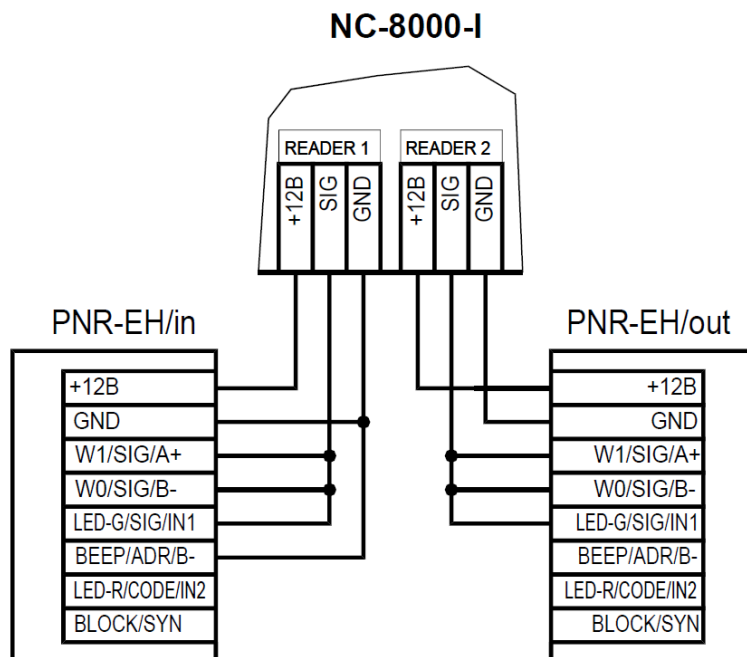 NC-8000-I
READER 1
READER 2
+12B
SIG
GND
+12B
SIG
GND
PNR-EH/in
PNR-EH/out
+12B
GND
W1/SIG/A+
W0/SIG/B-
LED-G/SIG/IN1
BEEP/ADR/B-
LED-R/CODE/IN2
BLOCK/SYN
+12B
GND
W1/SIG/A+
W0/SIG/B-
LED-G/SIG/IN1
BEEP/ADR/B-
LED-R/CODE/IN2
BLOCK/SYN